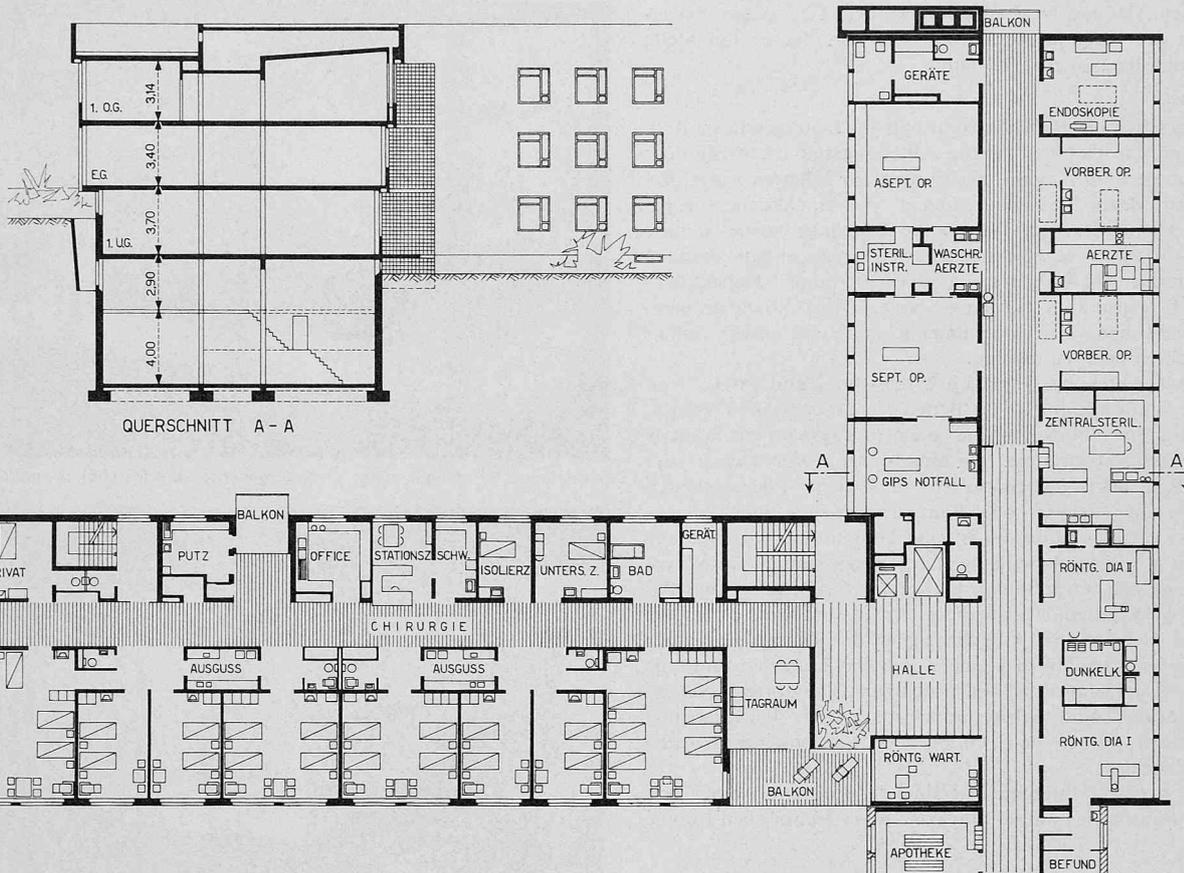 1. O.G.
3,14
E.G.
3,40
1. U.G.
3,70
2,90
4,00
QUERSCHNITT A - A
BALKON
GERÄTE
ENDOSKOPIE
ASEPT. OP.
VORBER. OP.
STERIL. INSTR.
WASCHR. AERZTE
AERZTE
SEPT. OP.
VORBER. OP.
ZENTRALSTERIL.
A
A
GIPS NOTFALL
BALKON
RIVAT
PUTZ
OFFICE
STATIONSZ.
SCHW.
ISOLIERZ.
UNTERS. Z.
BAD
GERÄT.
RÖNTG. DIA II
CHIRURGIE
AUSGUSS
AUSGUSS
HALLE
DUNKELK.
TAGRAUM
RÖNTG. DIA I
RÖNTG. WART.
BALKON
APOTHEKE
BEFUND